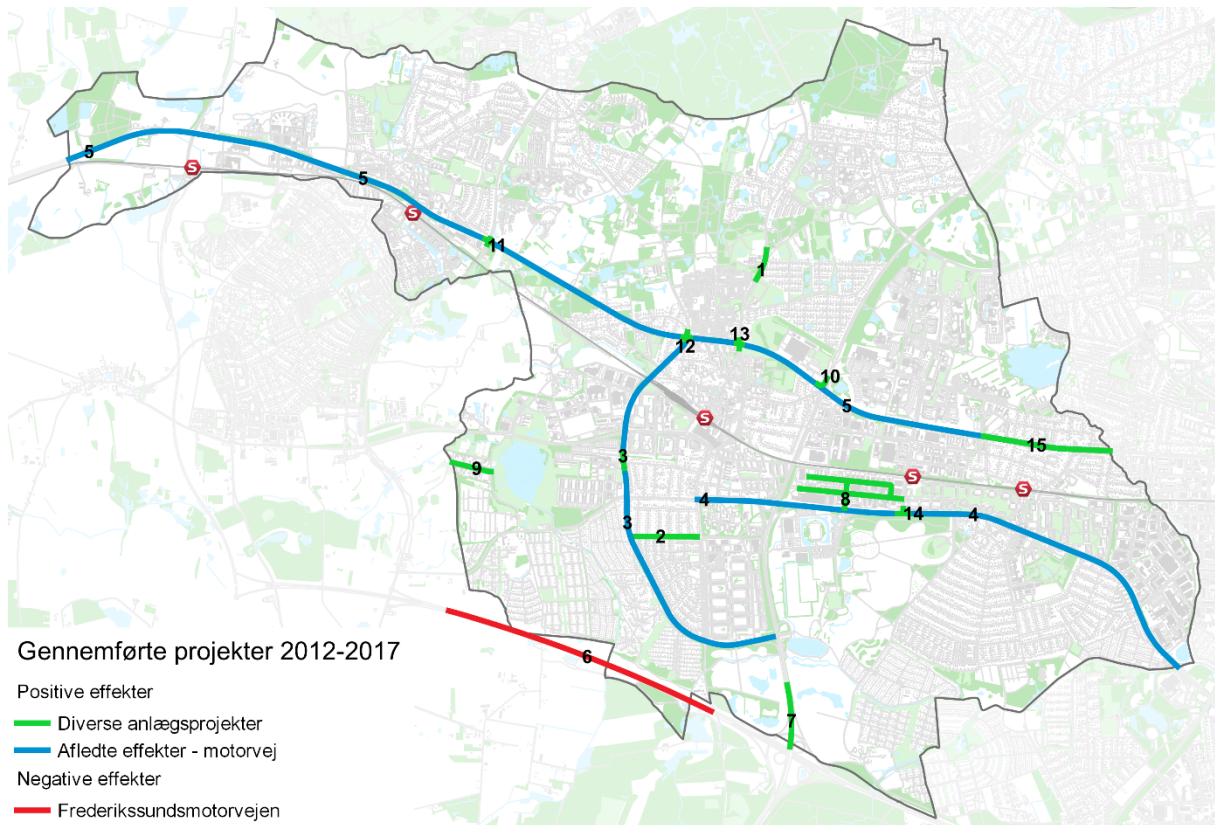 5
S
5
S
11
1
12
13
10
5
S
15
3
9
S
S
4
8
14
4
3
2
6
7
Gennemførte projekter 2012-2017
Positive effekter
Diverse anlægsprojekter
Afledte effekter - motorvej
Negative effekter
Frederikssundsmotorvejen